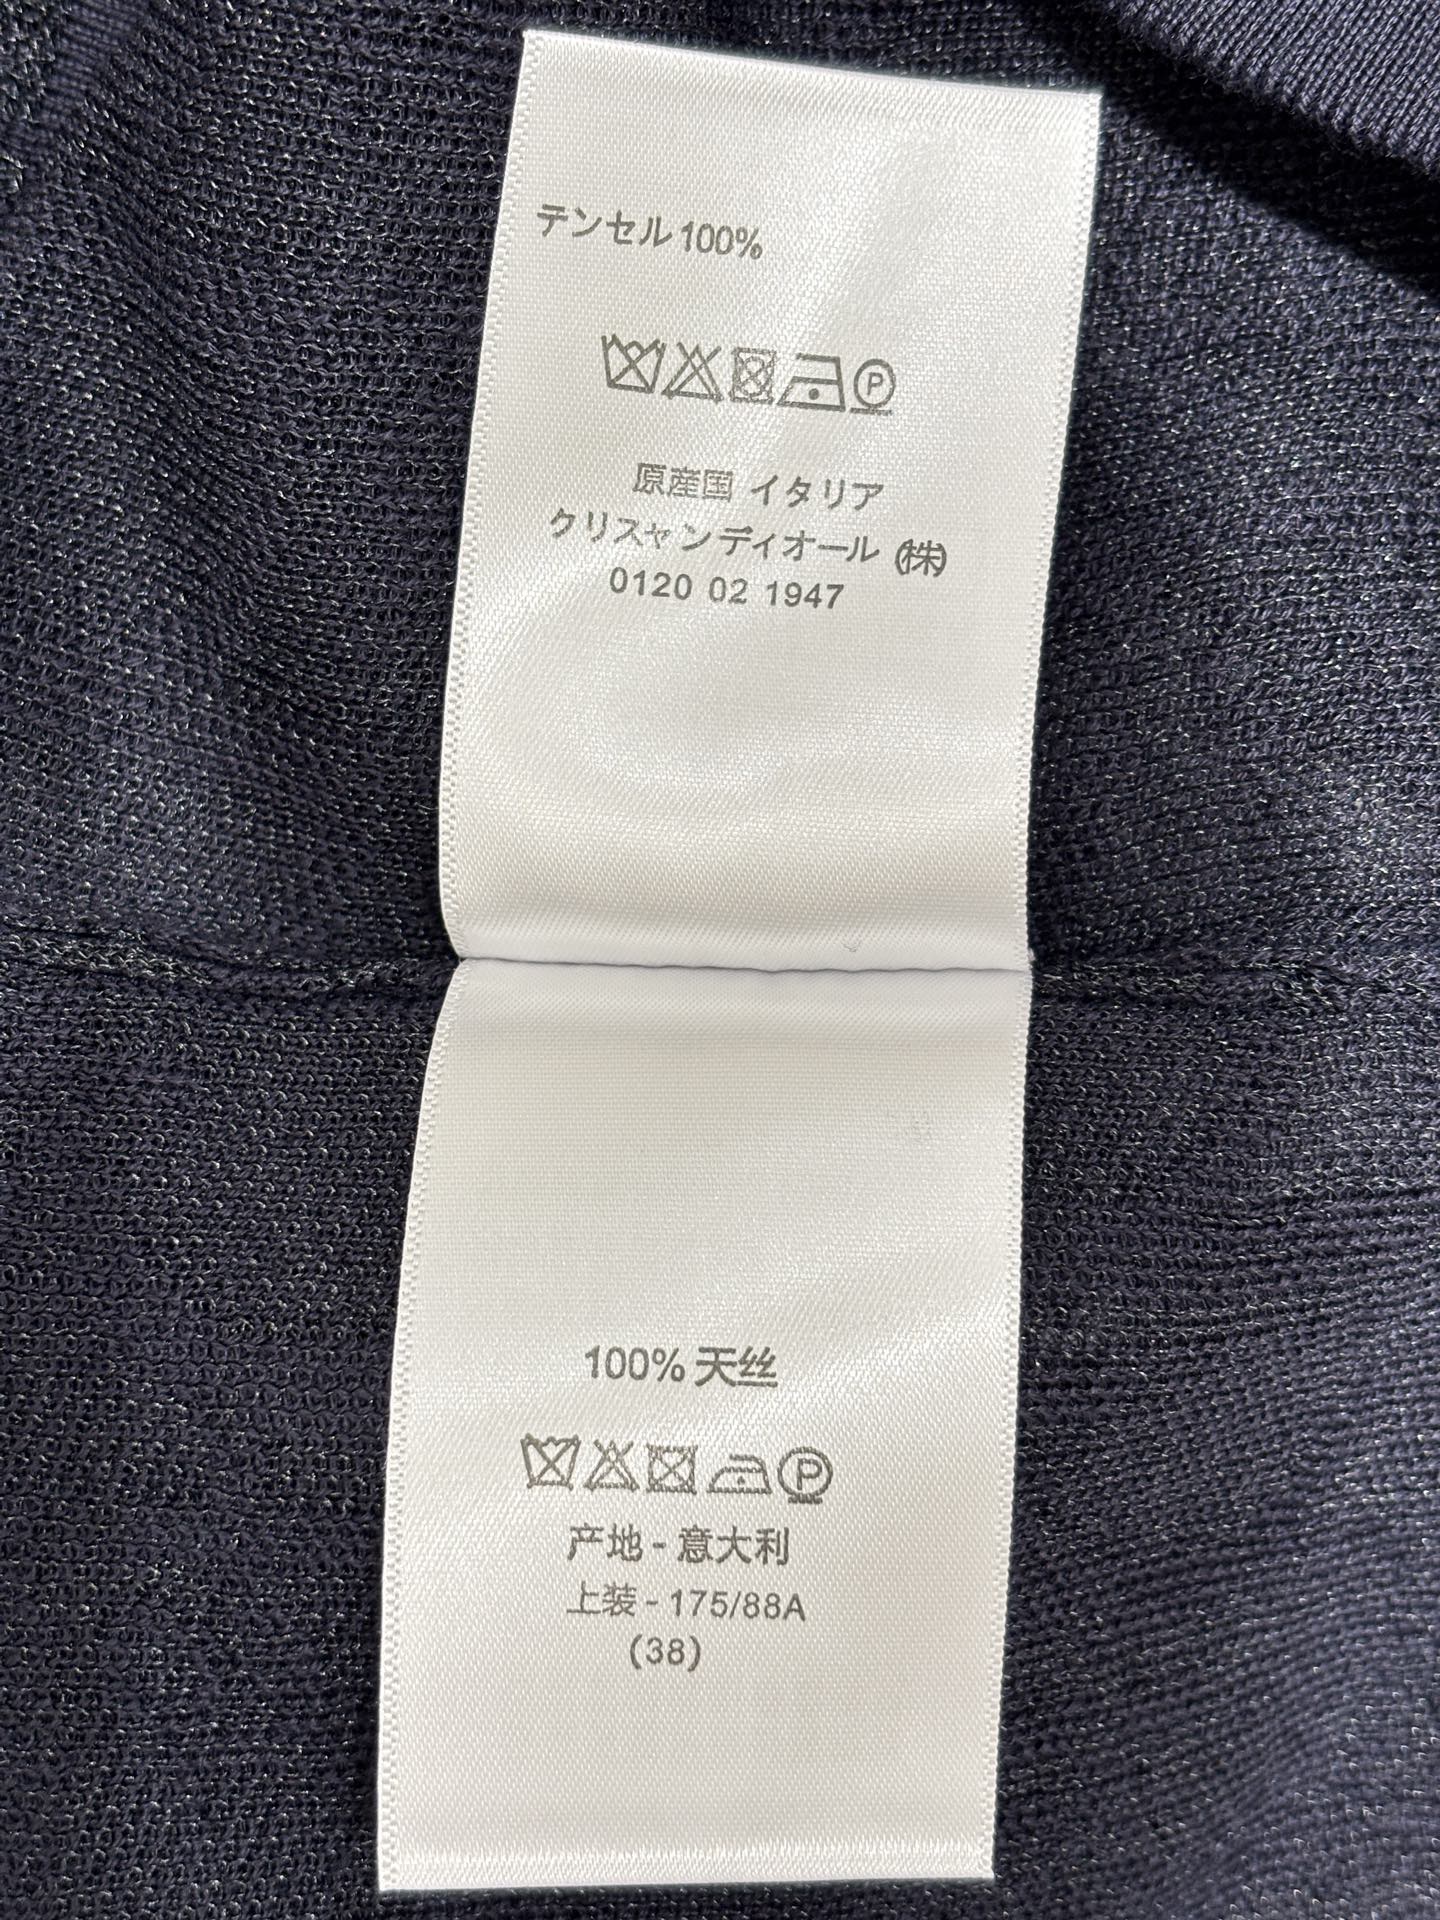 テンセル100%
原産国 イタリア
クリスャンディオール (株)
0120 02 1947
100% 天丝
产地 - 意大利
上装 - 175/88A
(38)